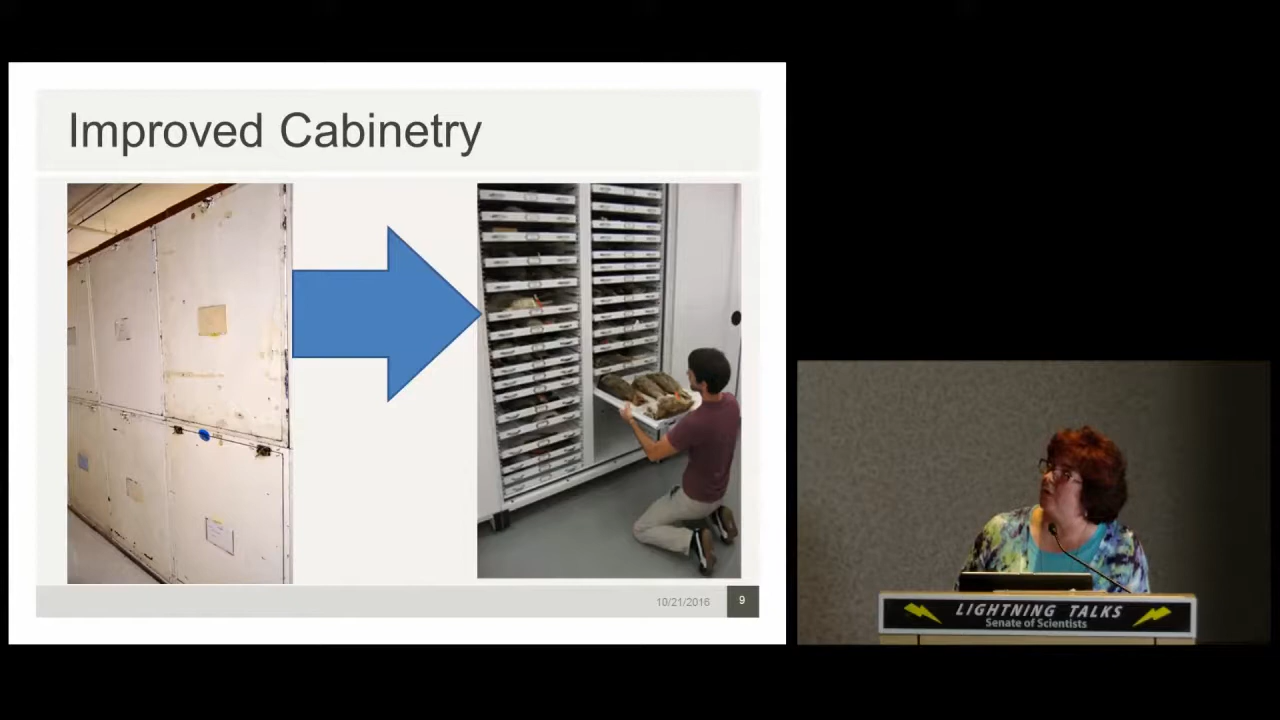 Improved Cabinetry
10/21/2016
9
LIGHTNING TALKS
Senate of Scientists